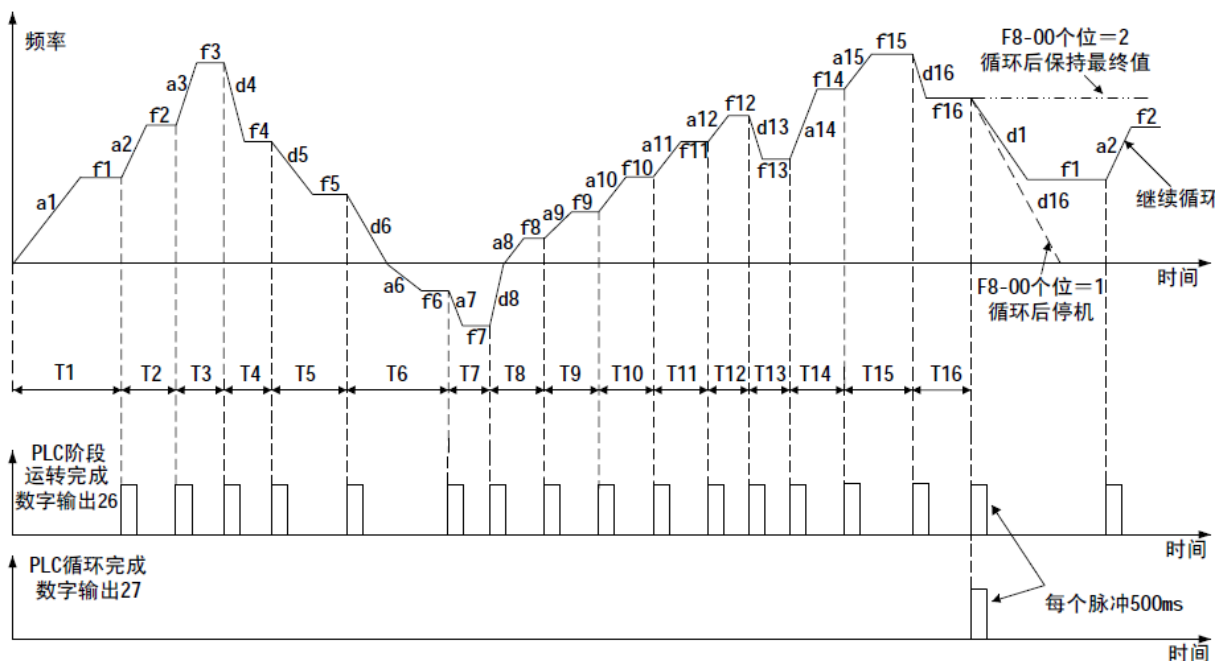 频率
a1
f1
a2
f2
a3
f3
d4
f4
d5
f5
d6
a6
f6
a7
f7
d8
a8
f8
a9
f9
a10
f10
a11
f11
a12
f12
d13
f13
a14
f14
a15
f15
d16
f16
F8-00个位=2
循环后保持最终值
d1
f1
a2
f2
d16
继续循环
时间
F8-00个位=1
循环后停机
T1
T2
T3
T4
T5
T6
T7
T8
T9
T10
T11
T12
T13
T14
T15
T16
PLC阶段
运转完成
数字输出26
时间
PLC循环完成
数字输出27
每个脉冲500ms
时间